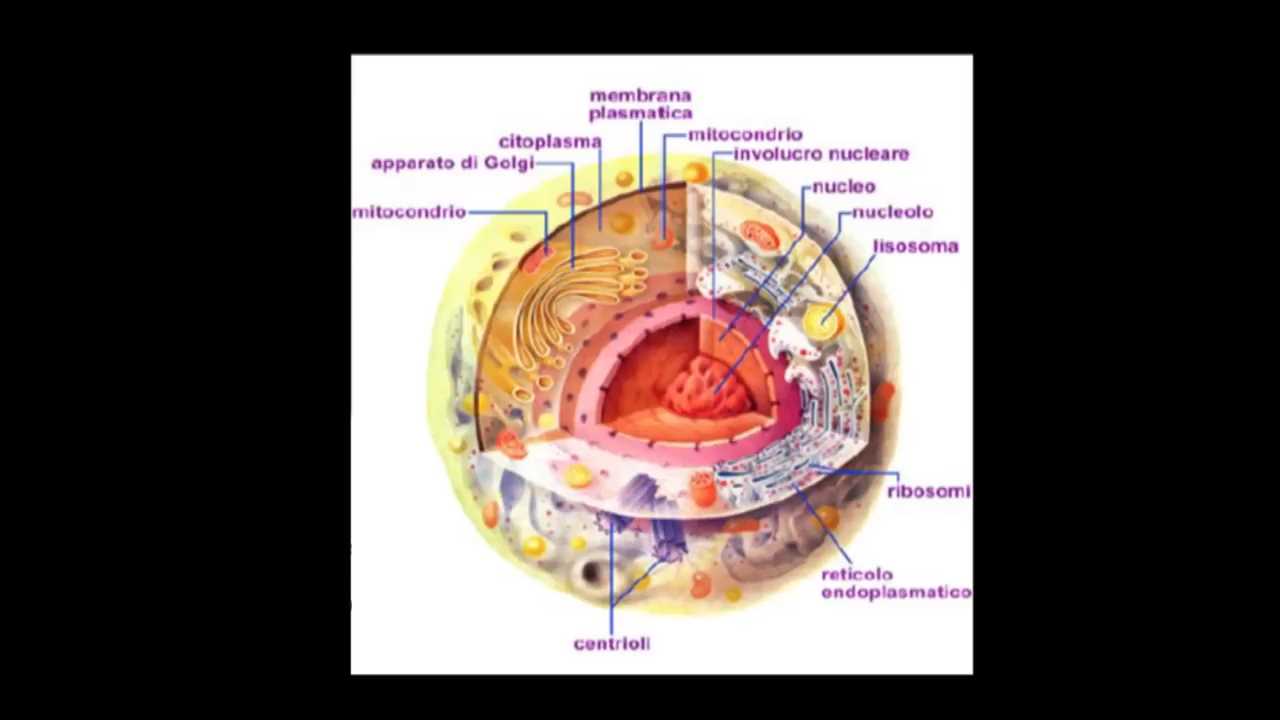 membrana
plasmatica
mitocondrio
citoplasma
involucro nucleare
apparato di Golgi
nucleo
mitocondrio
nucleolo
lisosoma
ribosomi
reticolo
endoplasmatico
centrioli